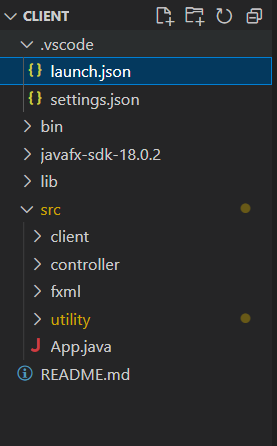 CLIENT
.vscode
launch.json
settings.json
bin
javafx-sdk-18.0.2
lib
src
client
controller
fxml
utility
App.java
README.md